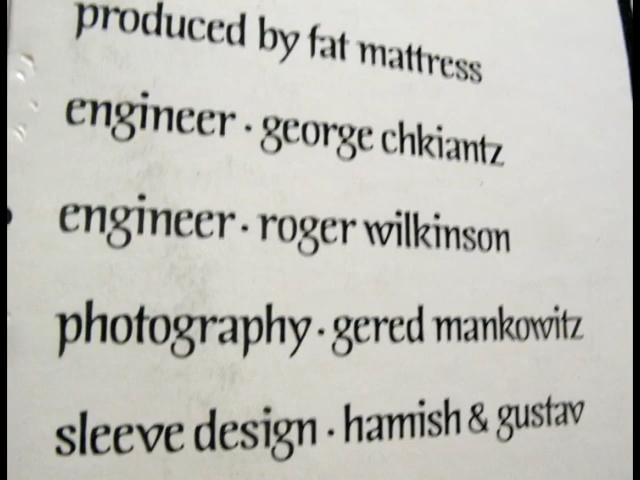 produced by fat mattress
engineer · george chkiantz
engineer · roger wilkinson
photography · gered mankowitz
sleeve design · hamish & gustav